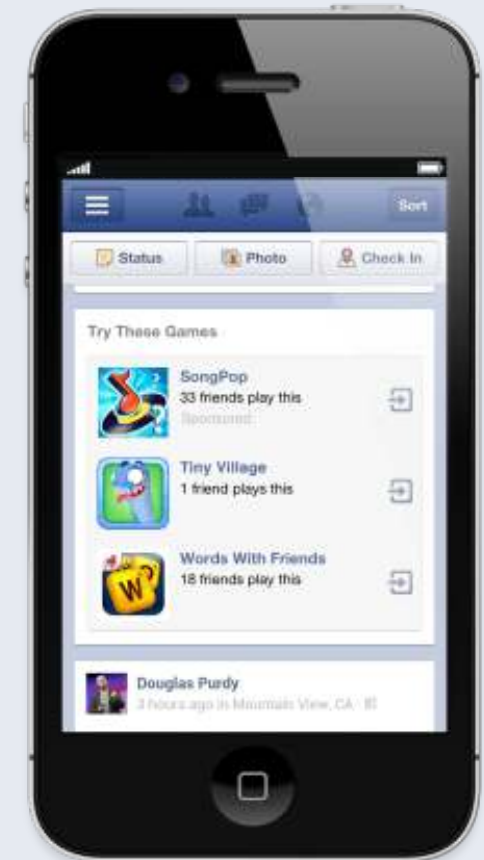 Sort
Status
Photo
Check In
Try These Games
SongPop
33 friends play this
Sponsored
Tiny Village
1 friend plays this
W
Words With Friends
18 friends play this
Douglas Purdy
3 hours ago in Mountain View, CA